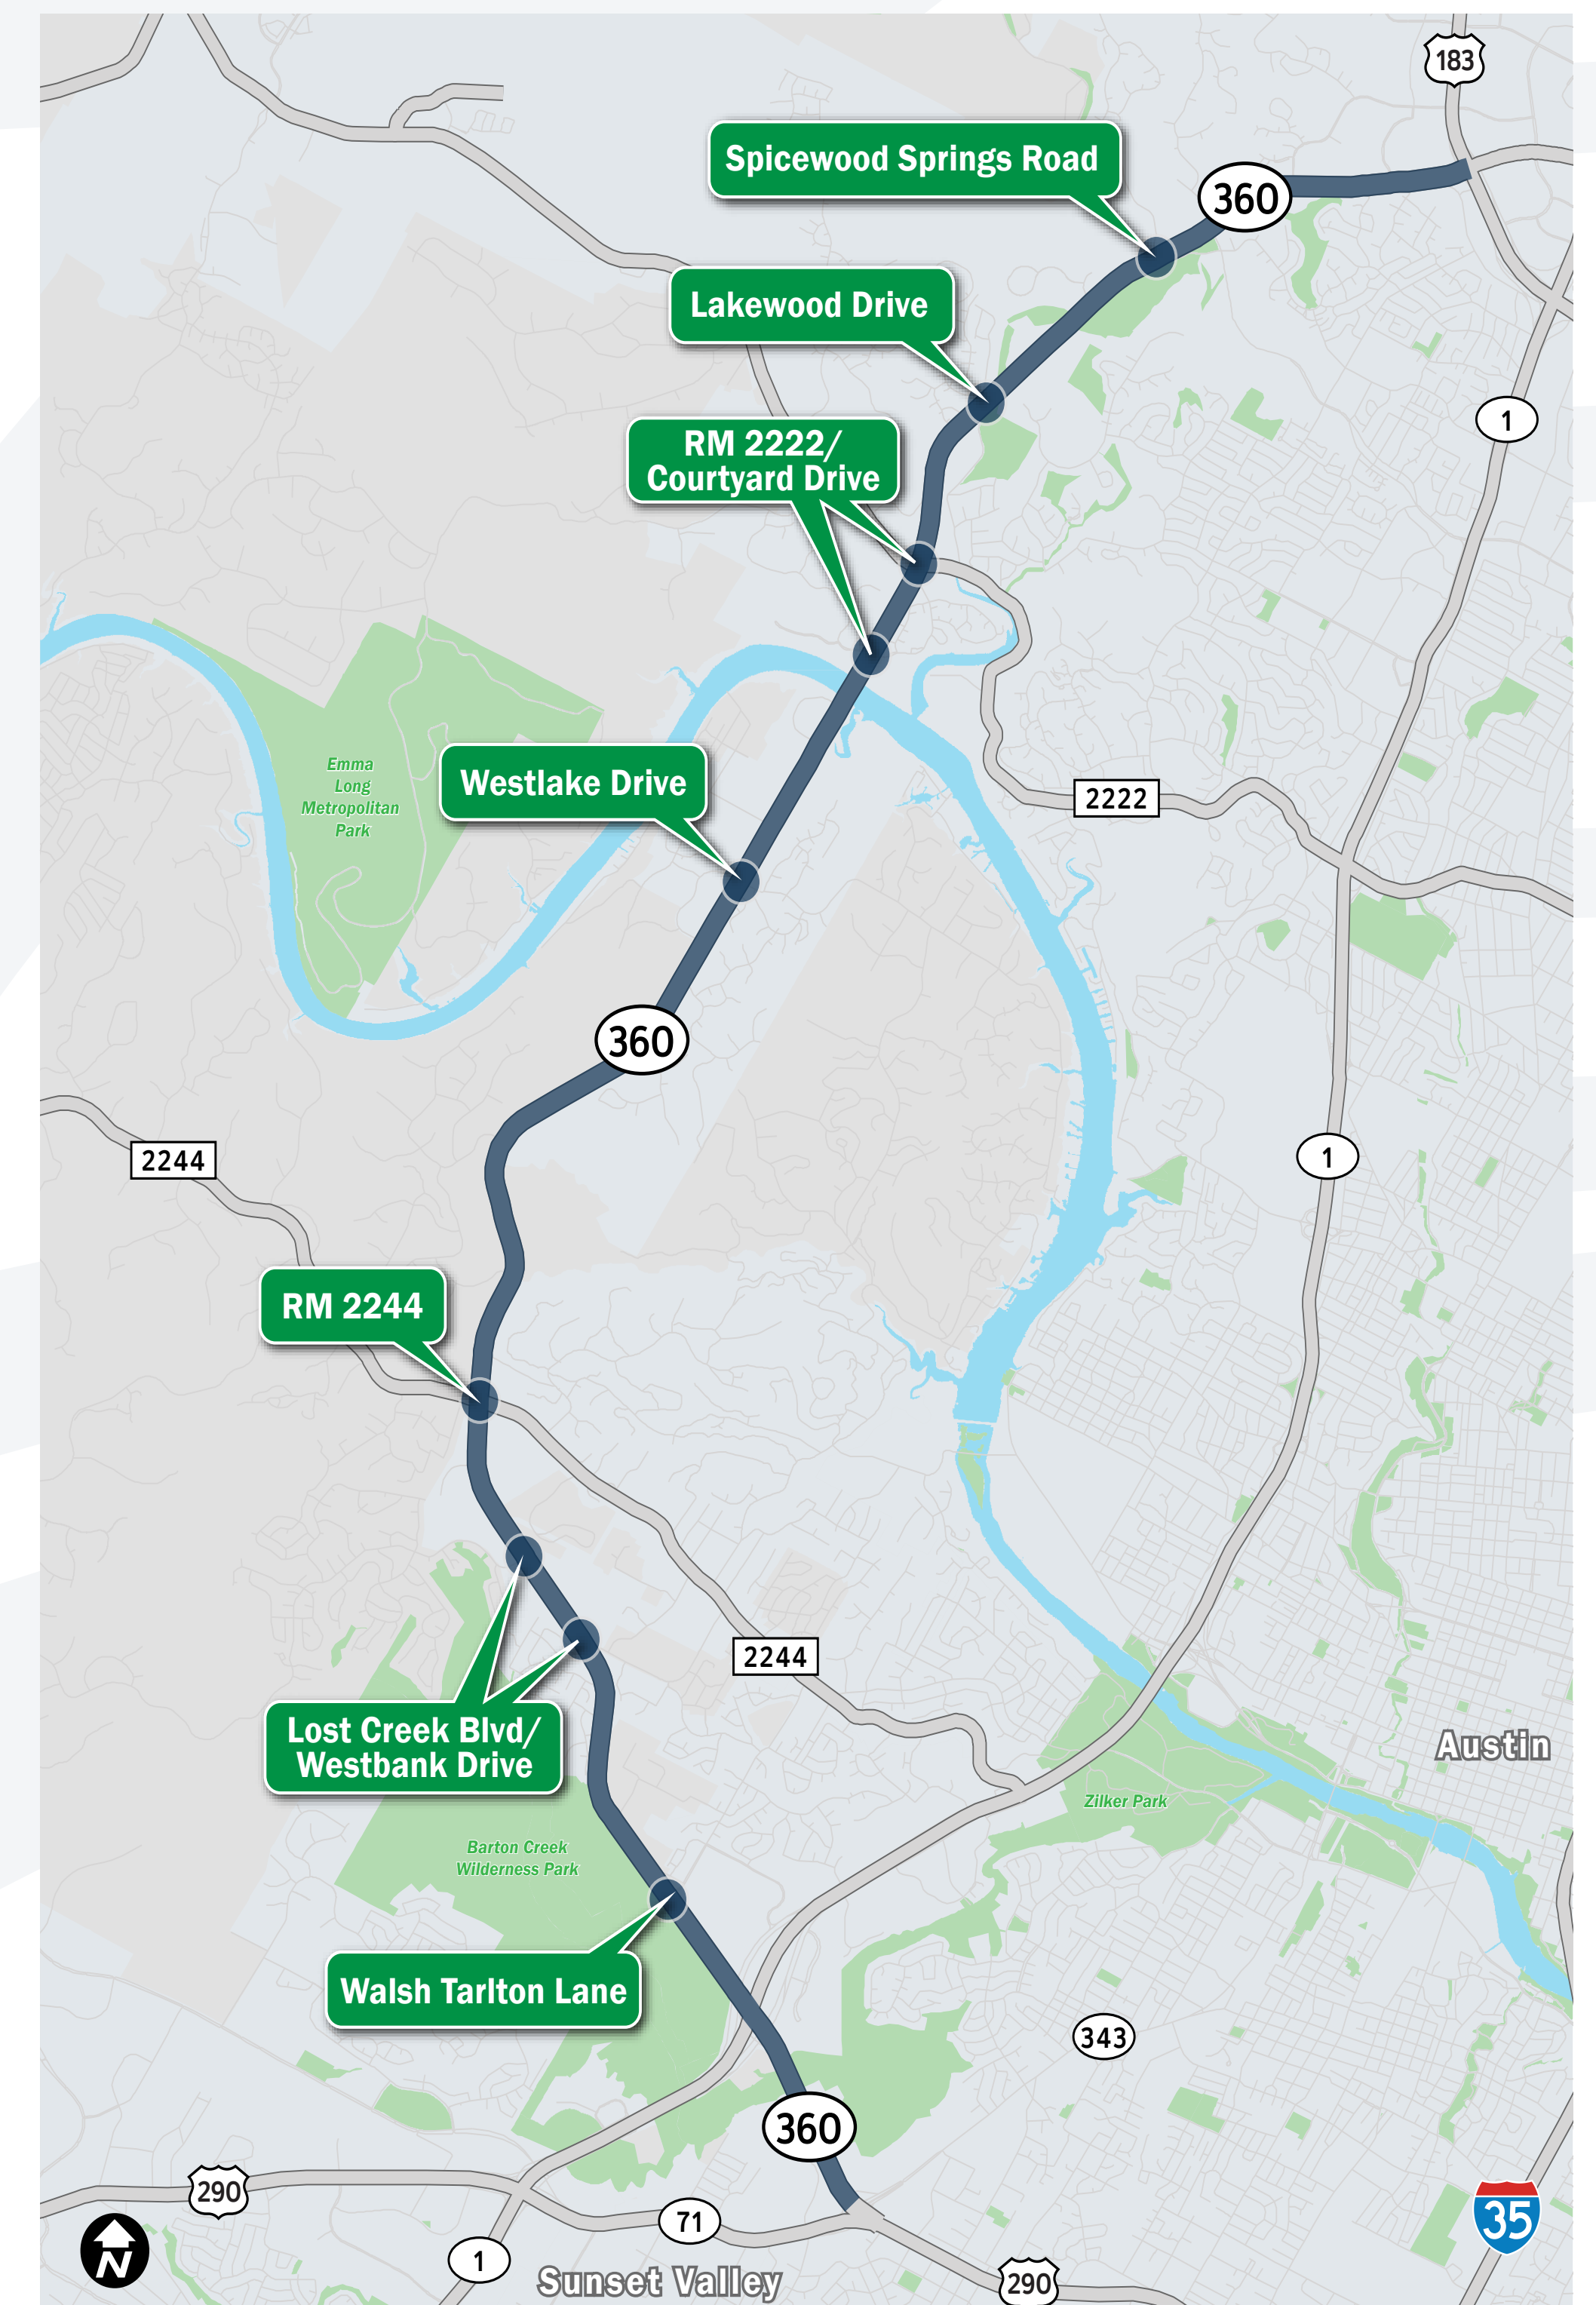 183
Spicewood Springs Road
360
Lakewood Drive
1
RM 2222/
Courtyard Drive
Emma
Long
Metropolitan
Park
Westlake Drive
2222
360
2244
1
RM 2244
2244
Lost Creek Blvd/
Westbank Drive
Austin
Zilker Park
Barton Creek
Wilderness Park
Walsh Tarlton Lane
343
360
290
71
35
N
1
Sunset Valley
290